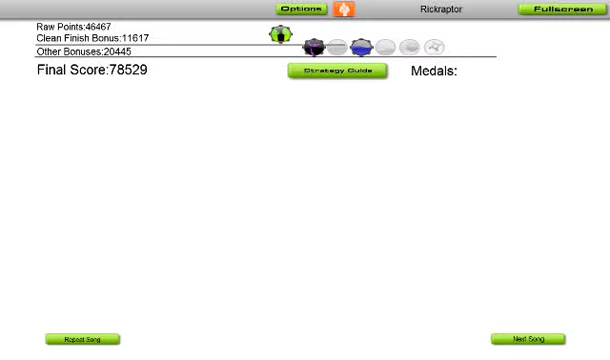 Options
Rickraptor
Fullscreen
Raw Points:46467
Clean Finish Bonus:11617
Other Bonuses:20445
Final Score:78529
Strategy Guide
Medals:
Repeat Song
Next Song